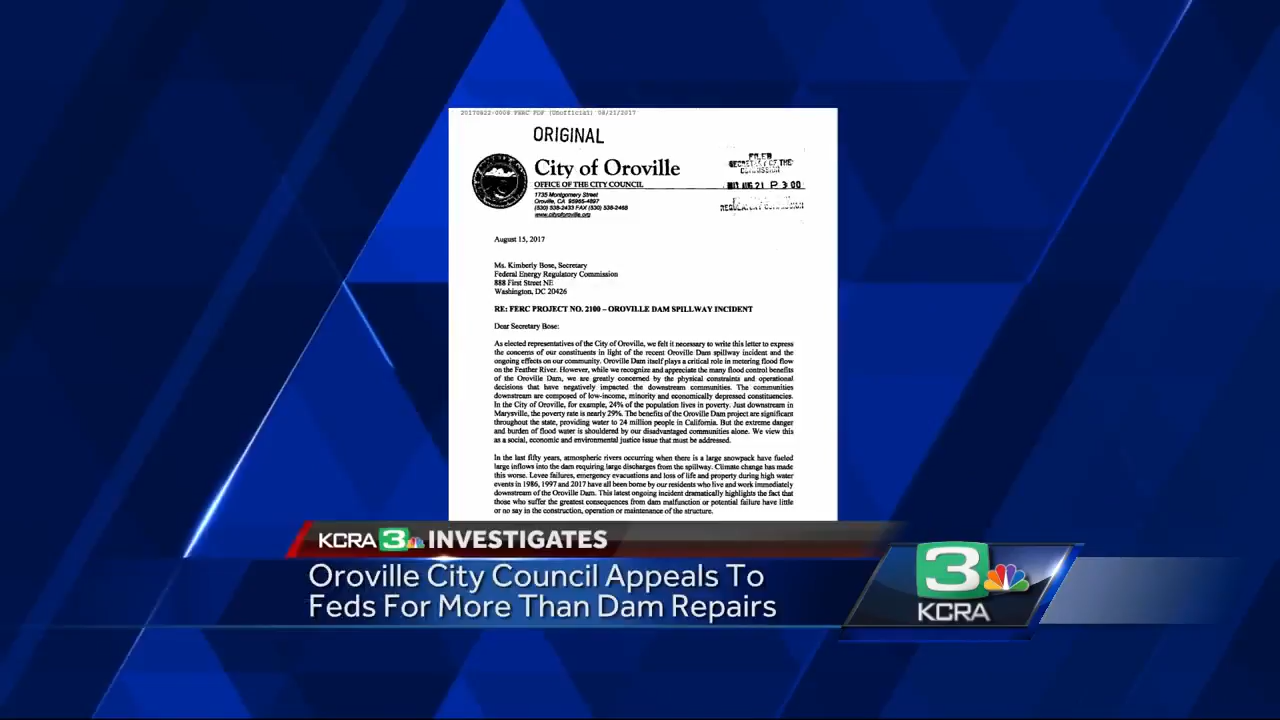 20170822-0008 FERC PDF (Unofficial) 08/21/2017
ORIGINAL
City of Oroville
OFFICE OF THE CITY COUNCIL
1735 Montgomery Street
Oroville, CA 95965-4897
(530) 538-2433 FAX (530) 538-2468
www.cityoforoville.org
FILED
SECRETARY OF THE
COMMISSION
AUG 21 P 3:00
REGULATORY COMMISSION
August 15, 2017
Ms. Kimberly Bose, Secretary
Federal Energy Regulatory Commission
888 First Street NE
Washington, DC 20426
RE: FERC PROJECT NO. 2100 – OROVILLE DAM SPILLWAY INCIDENT
Dear Secretary Bose:
As elected representatives of the City of Oroville, we felt it necessary to write this letter to express
the concerns of our constituents in light of the recent Oroville Dam spillway incident and the
ongoing effects on our community. Oroville Dam itself plays a critical role in metering flood flow
on the Feather River. However, while we recognize and appreciate the many flood control benefits
of the Oroville Dam, we are greatly concerned by the physical constraints and operational
decisions that have negatively impacted the downstream communities. The communities
downstream are composed of low-income, minority and economically depressed constituencies.
In the City of Oroville, for example, 24% of the population lives in poverty. Just downstream in
Marysville, the poverty rate is nearly 29%. The benefits of the Oroville Dam project are significant
throughout the state, providing water to 24 million people in California. But the extreme danger
and burden of flood water is shouldered by our disadvantaged communities alone. We view this
as a social, economic and environmental justice issue that must be addressed.
In the last fifty years, atmospheric rivers occurring when there is a large snowpack have fueled
large inflows into the dam requiring large discharges from the spillway. Climate change has made
this worse. Levee failures, emergency evacuations and loss of life and property during high water
events in 1986, 1997 and 2017 have all been borne by our residents who live and work immediately
downstream of the Oroville Dam. This latest ongoing incident dramatically highlights the fact that
those who suffer the greatest consequences from dam malfunction or potential failure have little
or no say in the construction, operation or maintenance of the structure.
KCRA 3 INVESTIGATES
Oroville City Council Appeals To
Feds For More Than Dam Repairs
3
KCRA